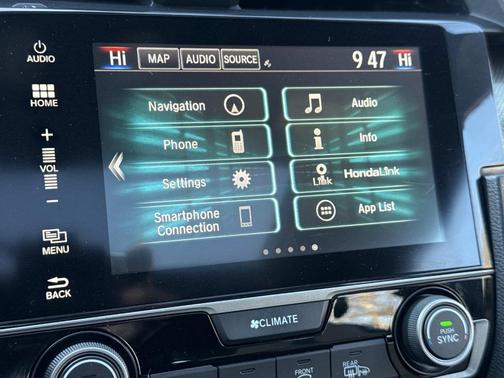 AUDIO
HOME
VOL
MENU
BACK
Hi MAP AUDIO SOURCE 9 47 Hi
Navigation Audio
Phone Info
Settings Link HondaLink
Smartphone App List
Connection
CLIMATE
FRONT
REAR
PUSH
SYNC